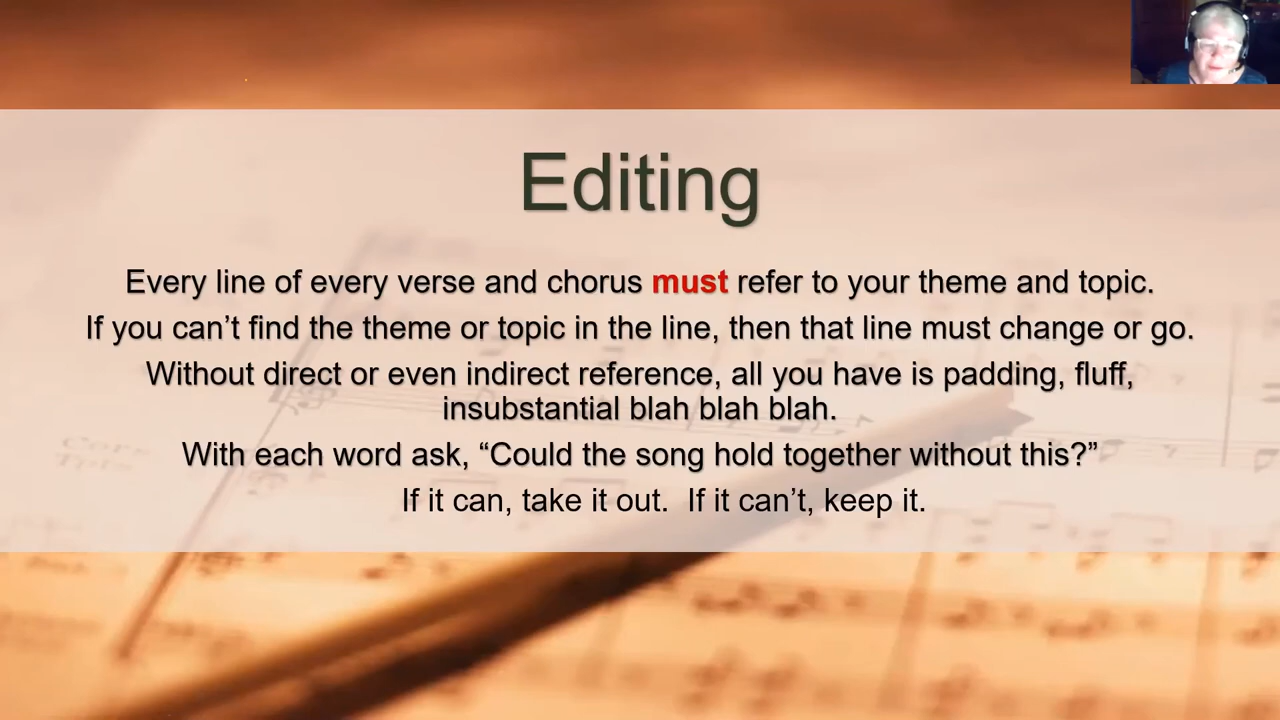 Editing
Every line of every verse and chorus must refer to your theme and topic.
If you can’t find the theme or topic in the line, then that line must change or go.
Without direct or even indirect reference, all you have is padding, fluff,
insubstantial blah blah blah.
With each word ask, “Could the song hold together without this?”
If it can, take it out.  If it can’t, keep it.